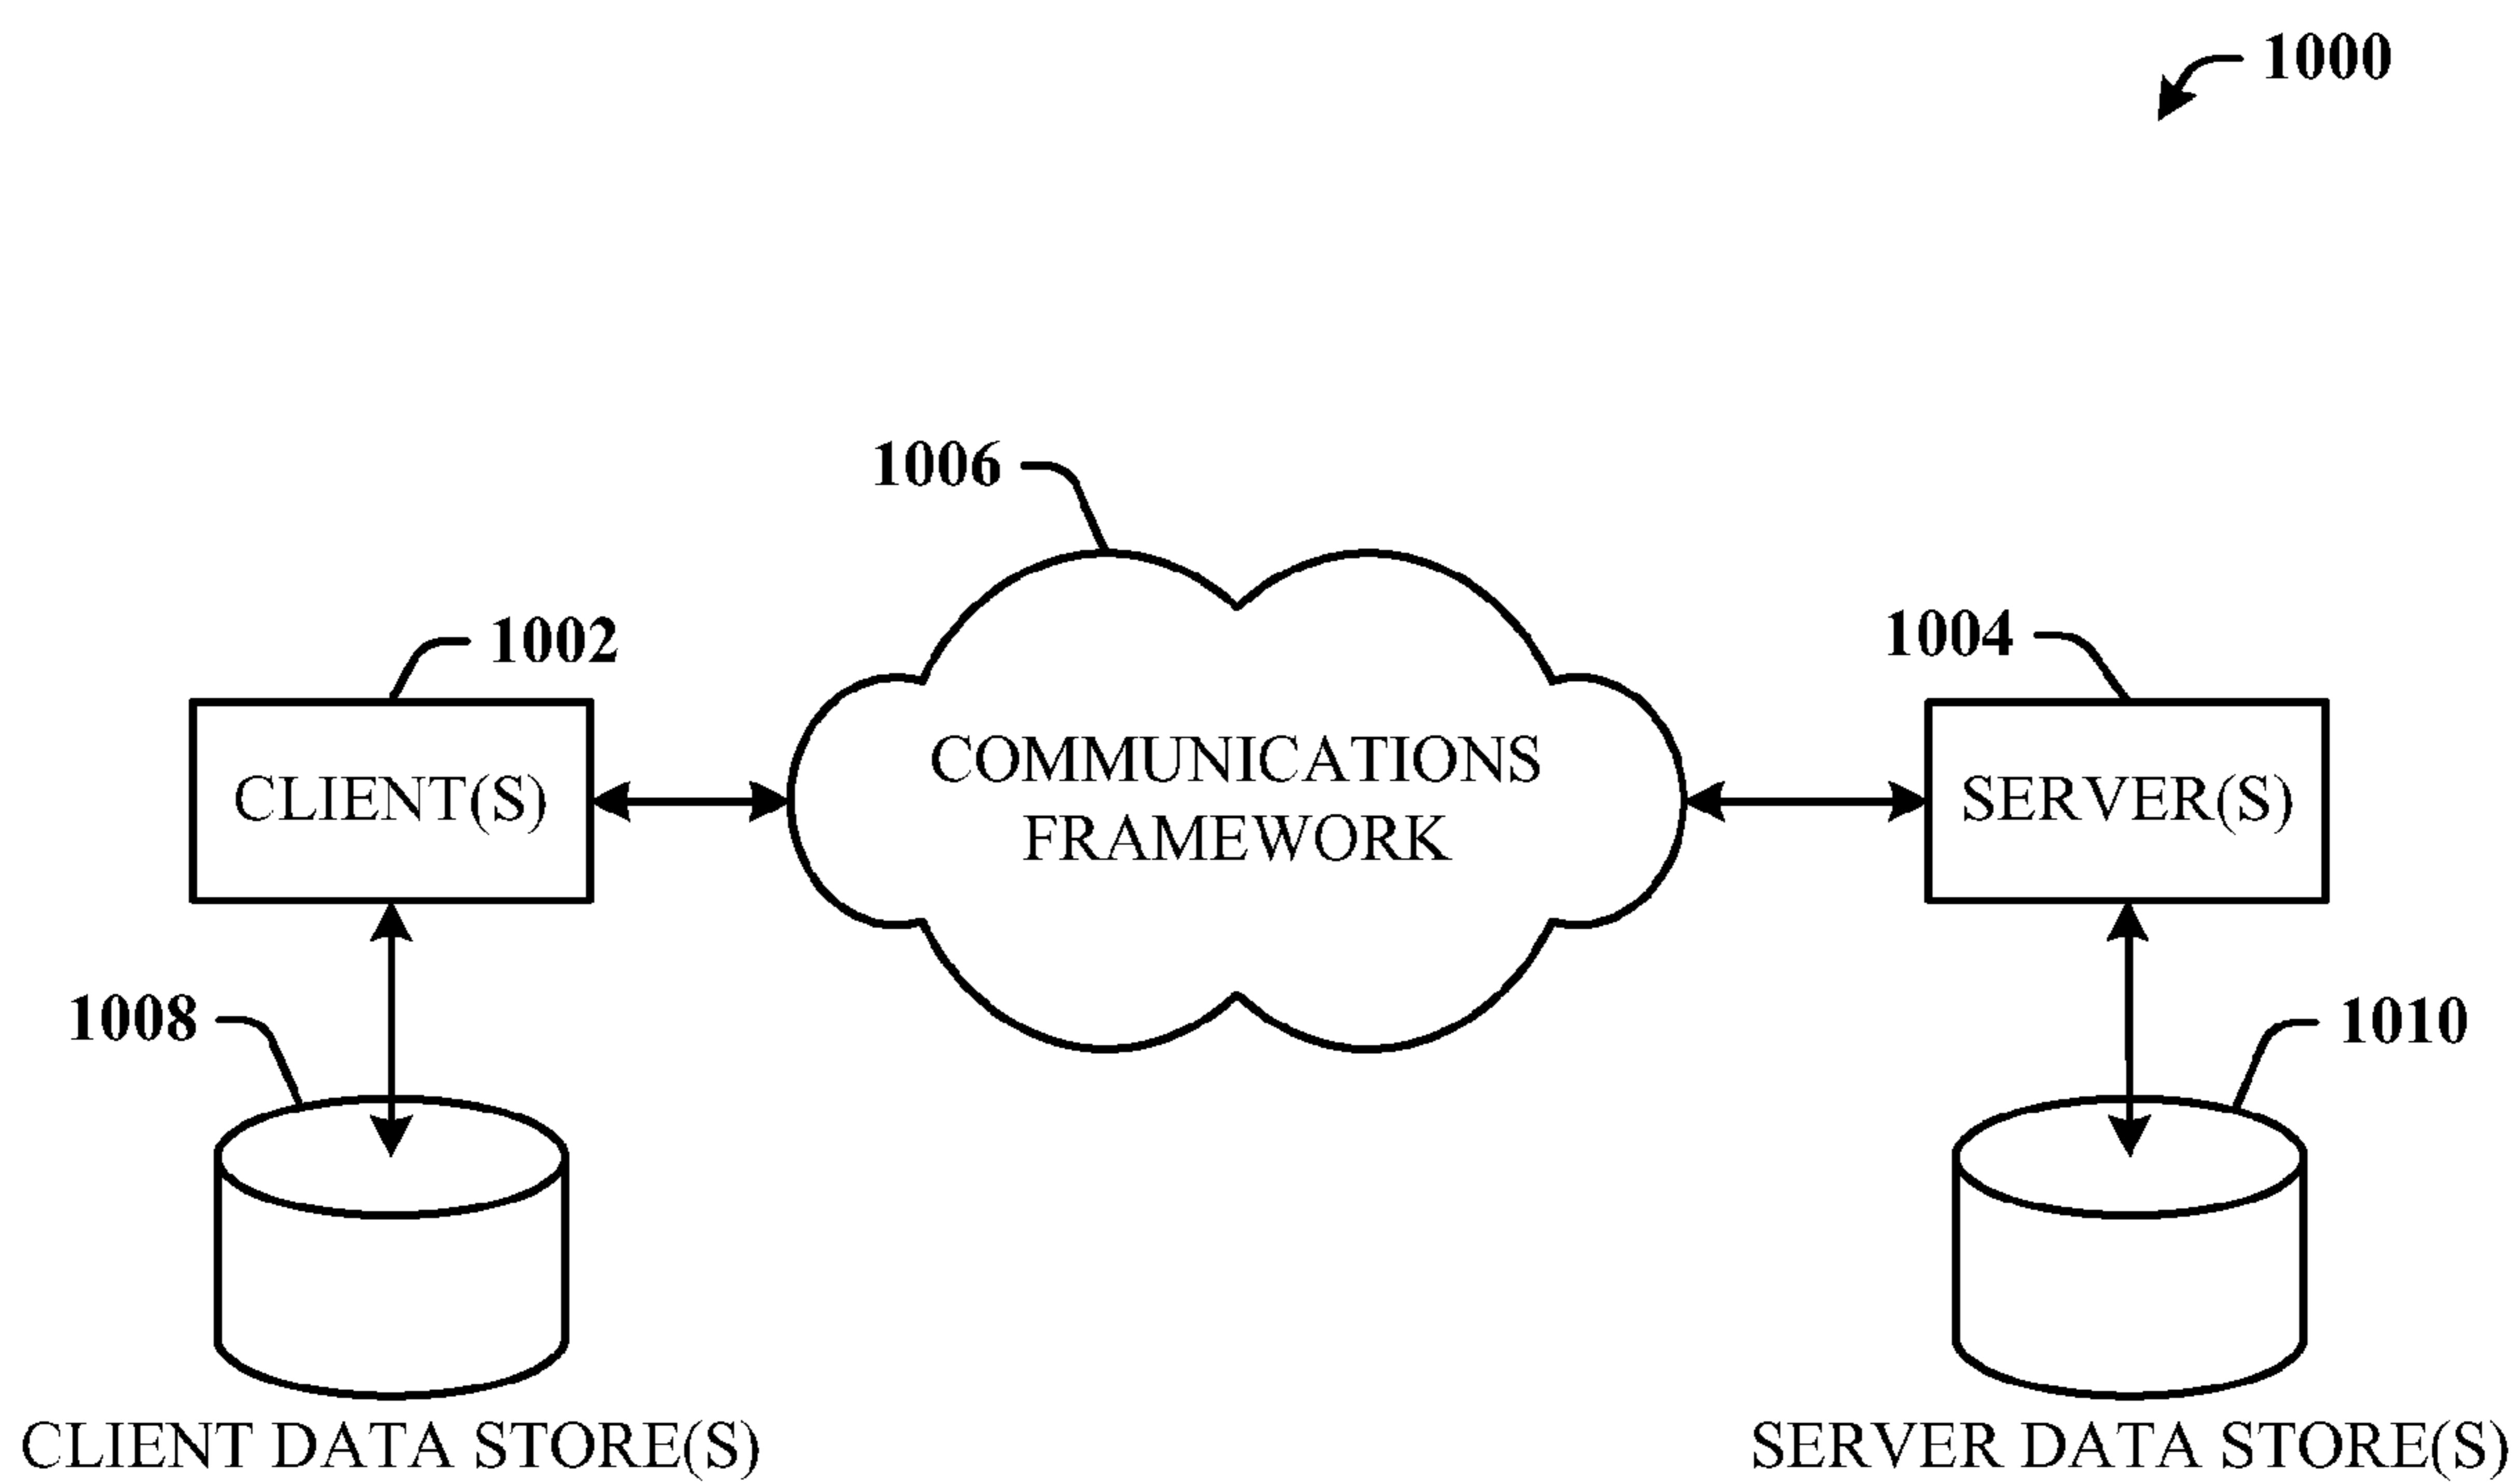 1000
1006
1002
1004
COMMUNICATIONS
FRAMEWORK
CLIENT(S)
SERVER(S)
1008
1010
CLIENT DATA STORE(S)
SERVER DATA STORE(S)